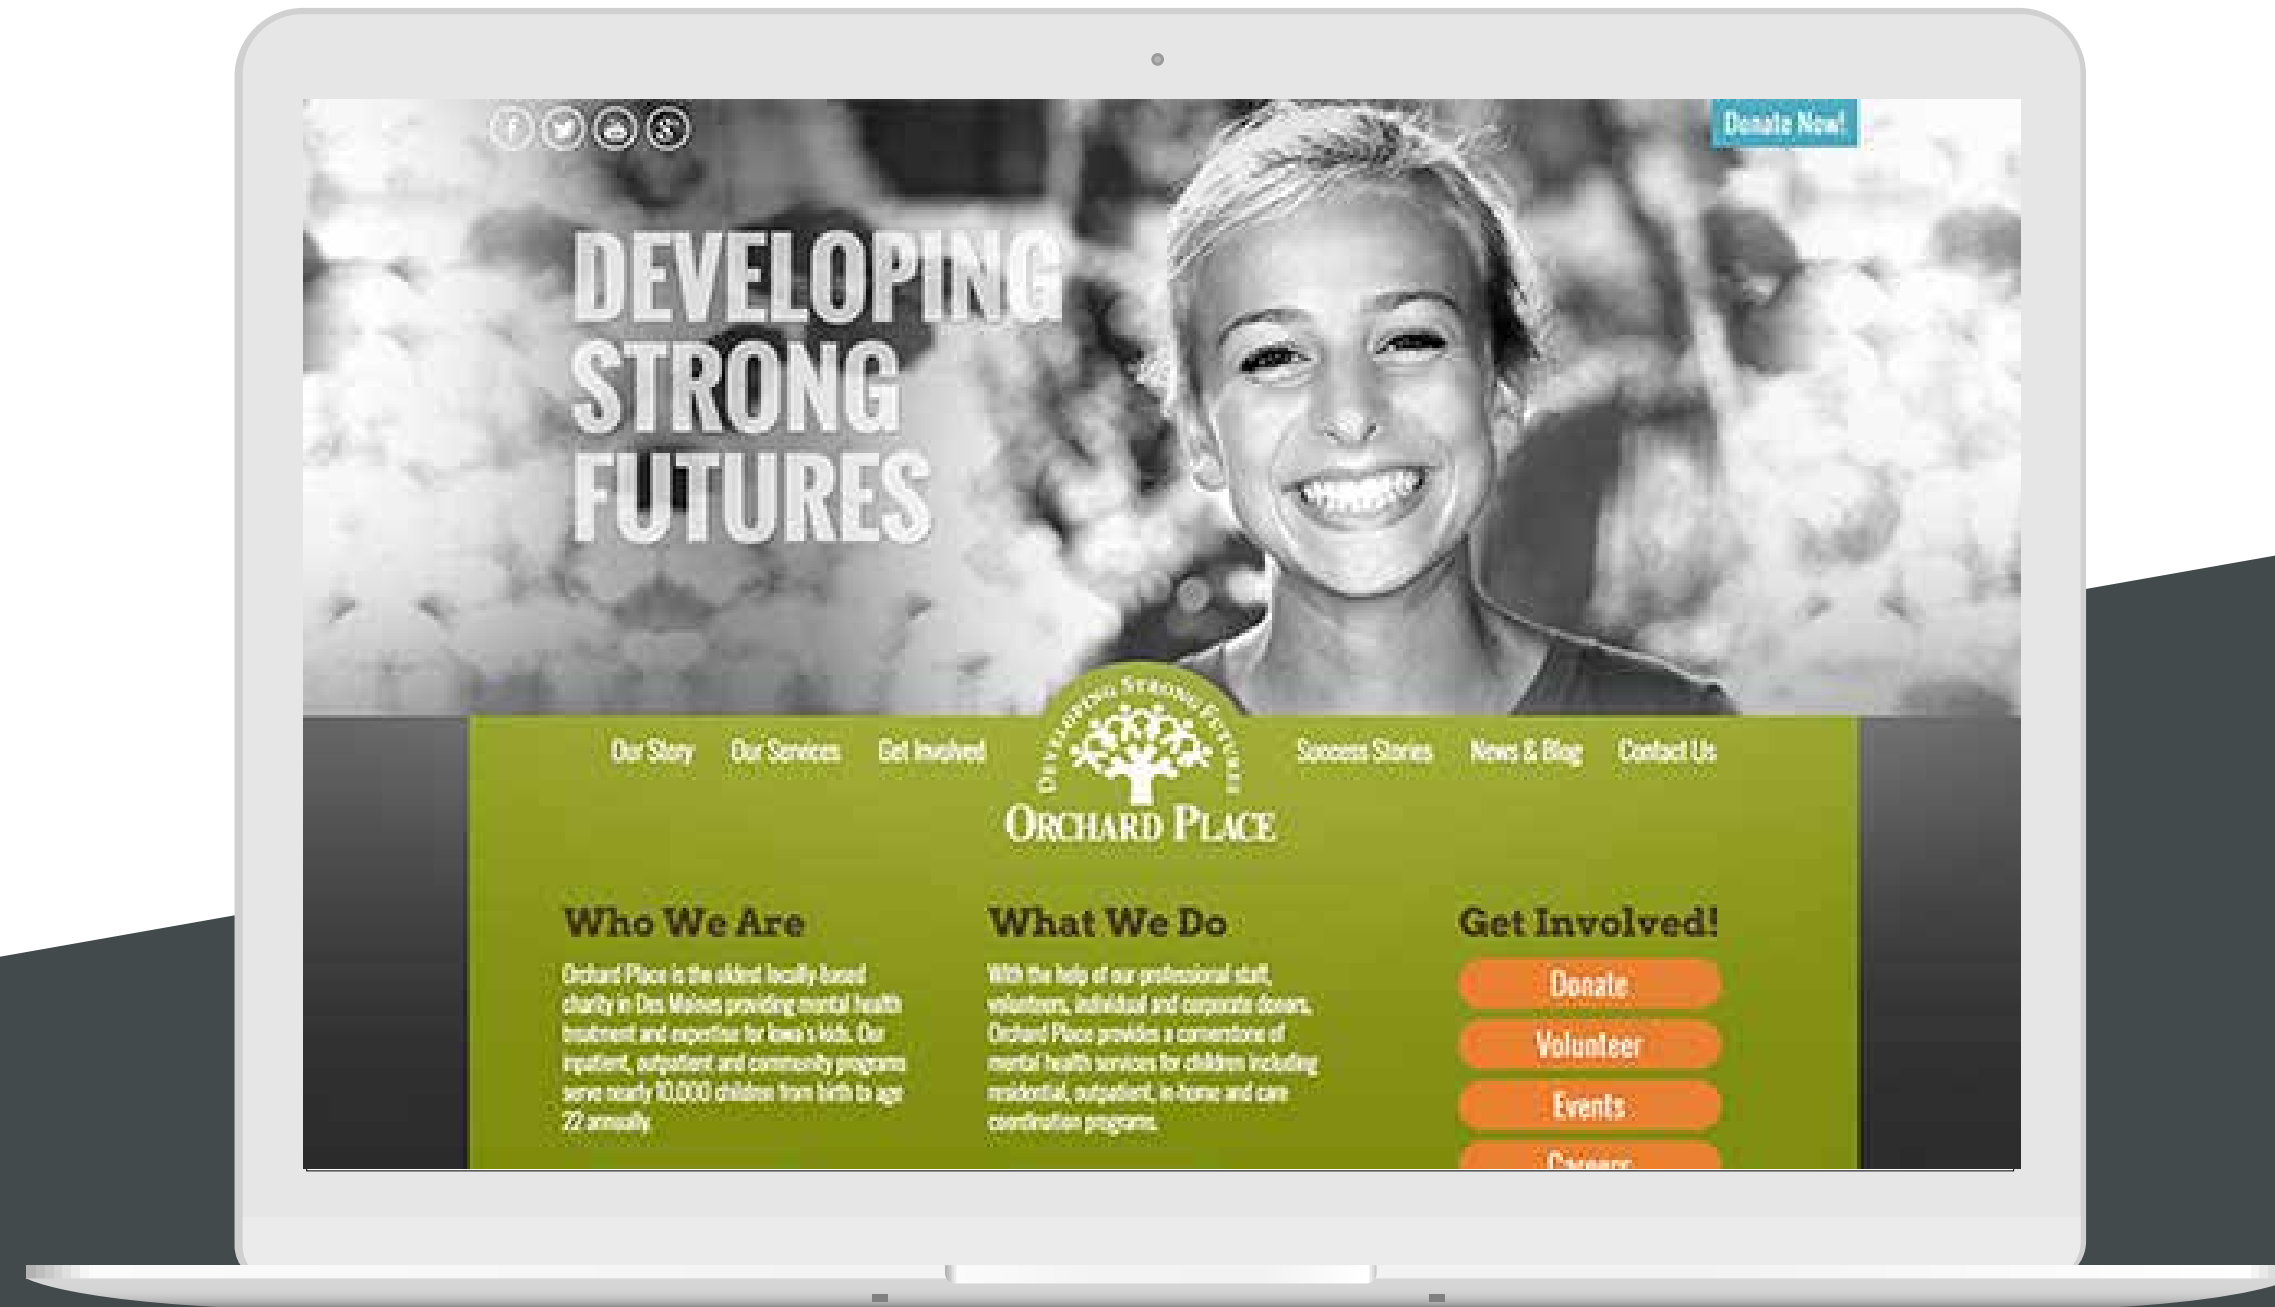 Donate Now!
DEVELOPING
STRONG
FUTURES
DEVELOPING STRONG FUTURES
Our Story
Our Services
Get Involved
ORCHARD PLACE
Success Stories
News & Blog
Contact Us
Who We Are
Orchard Place is the oldest locally-based
charity in Des Moines providing mental health
treatment and expertise for Iowa's kids. Our
inpatient, outpatient and community programs
serve nearly 10,000 children from birth to age
22 annually.
What We Do
With the help of our professional staff,
volunteers, individual and corporate donors,
Orchard Place provides a cornerstone of
mental health services for children including
residential, outpatient, in-home and care
coordination programs.
Get Involved!
Donate
Volunteer
Events
Careers